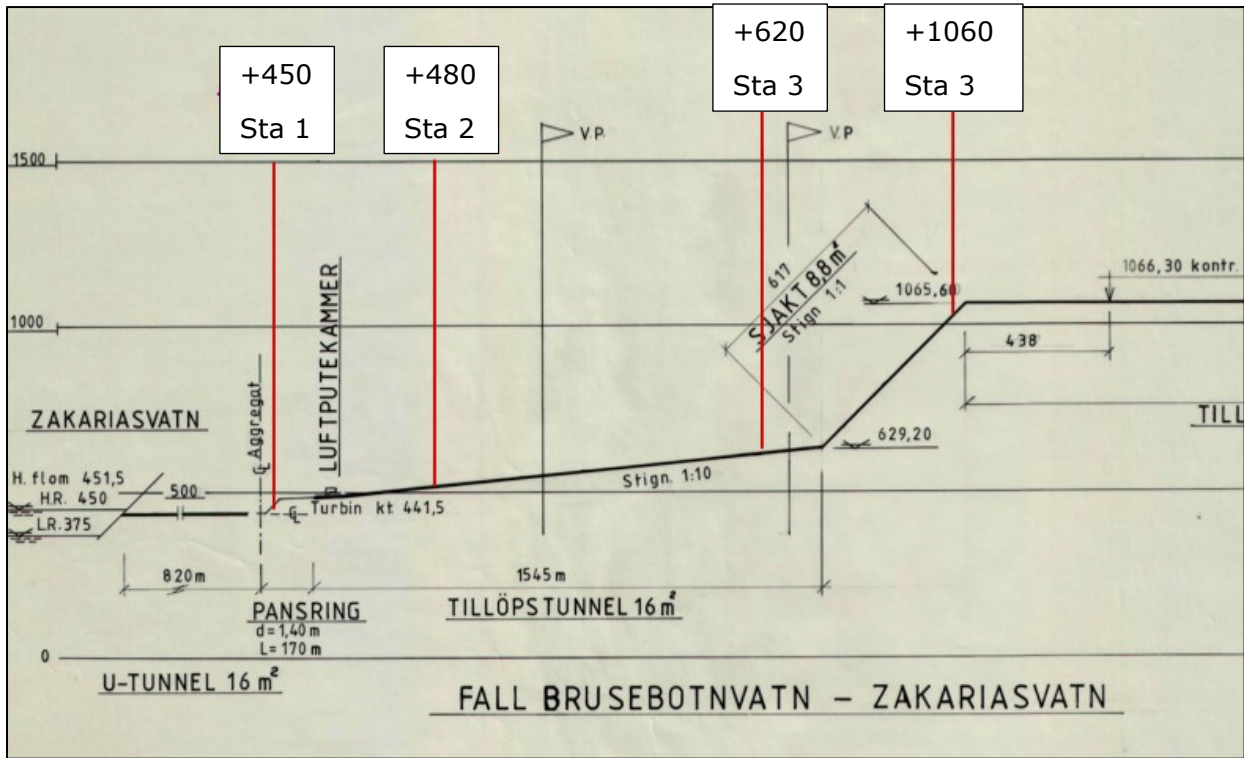 +450
Sta 1
+480
Sta 2
+620
Sta 3
+1060
Sta 3
V.P.
V.P
1500
1000
500
0
LUFTPUTEKAMMER
℄ Aggregat
617
SJAKT 8,8 m²
Stign 1:1
1065,60
1066,30 kontr.
438
ZAKARIASVATN
TILL
629,20
H. flom 451,5
H.R. 450
LR.375
Stign. 1:10
℄
Turbin kt 441,5
820m
1545 m
PANSRING
d=1,40 m
L=170 m
TILLÖPSTUNNEL 16 m²
U-TUNNEL 16 m²
FALL BRUSEBOTNVATN – ZAKARIASVATN